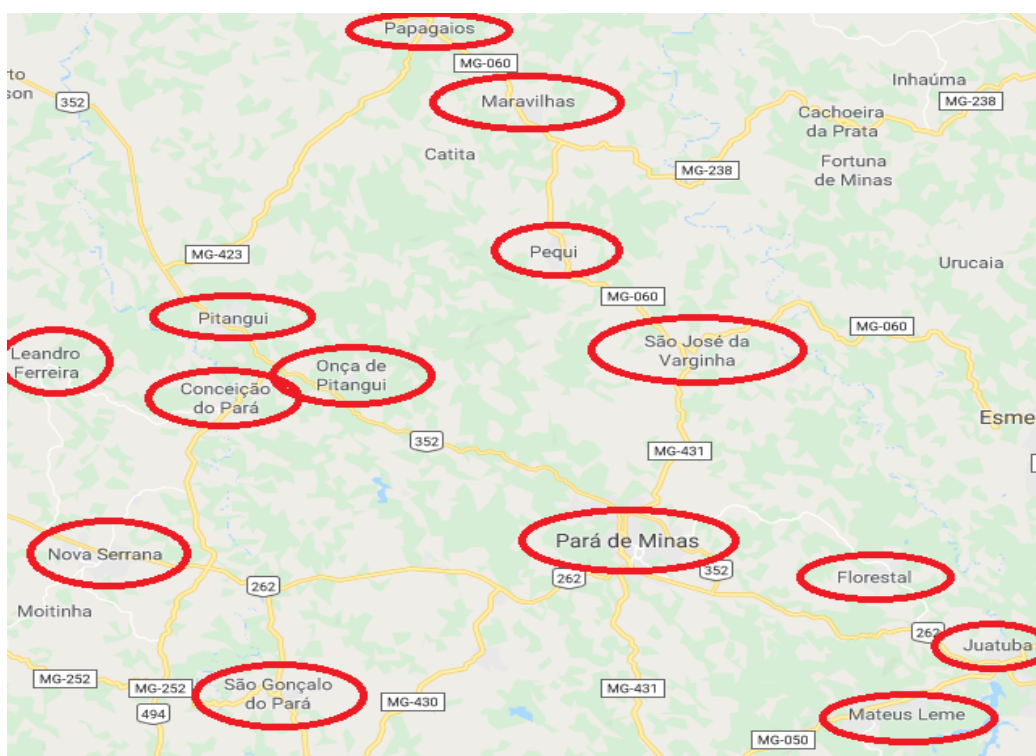 Papagaios
MG-060
Maravilhas
Inhaúma
rto
son
352
MG-238
Cachoeira
da Prata
Catita
MG-238
Fortuna
de Minas
MG-423
Pequi
Urucaia
MG-060
Pitangui
MG-060
São José da
Varginha
Leandro
Ferreira
Onça de
Pitangui
Conceição
do Pará
Esme
352
MG-431
Nova Serrana
Pará de Minas
262
262
352
Florestal
Moitinha
262
Juatuba
MG-252
MG-252
São Gonçalo
do Pará
MG-430
MG-431
494
Mateus Leme
MG-050